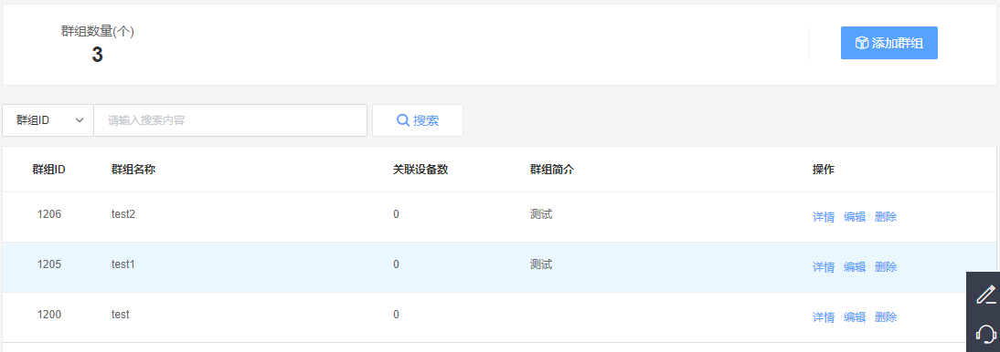 群组数量(个)
3
添加群组
群组ID 请输入搜索内容 搜索
群组ID 群组名称 关联设备数 群组简介 操作
1206 test2 0 测试 详情 编辑 删除
1205 test1 0 测试 详情 编辑 删除
1200 test 0 详情 编辑 删除